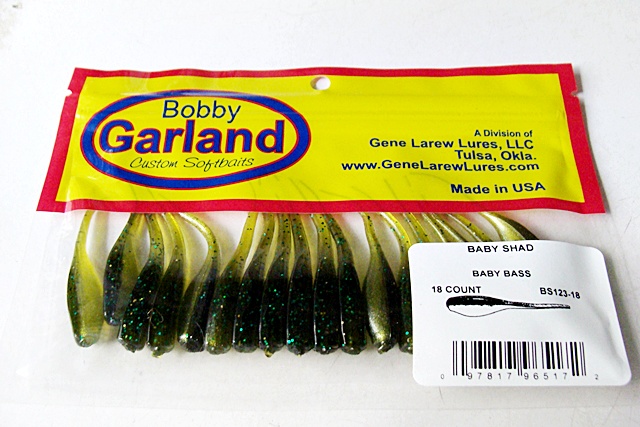 Bobby
Garland
Custom Softbaits
A Division of
Gene Larew Lures, LLC
Tulsa, Okla.
www.GeneLarewLures.com
Made in USA
BABY SHAD
BABY BASS
18 COUNT BS123-18
0 97817 96517 2